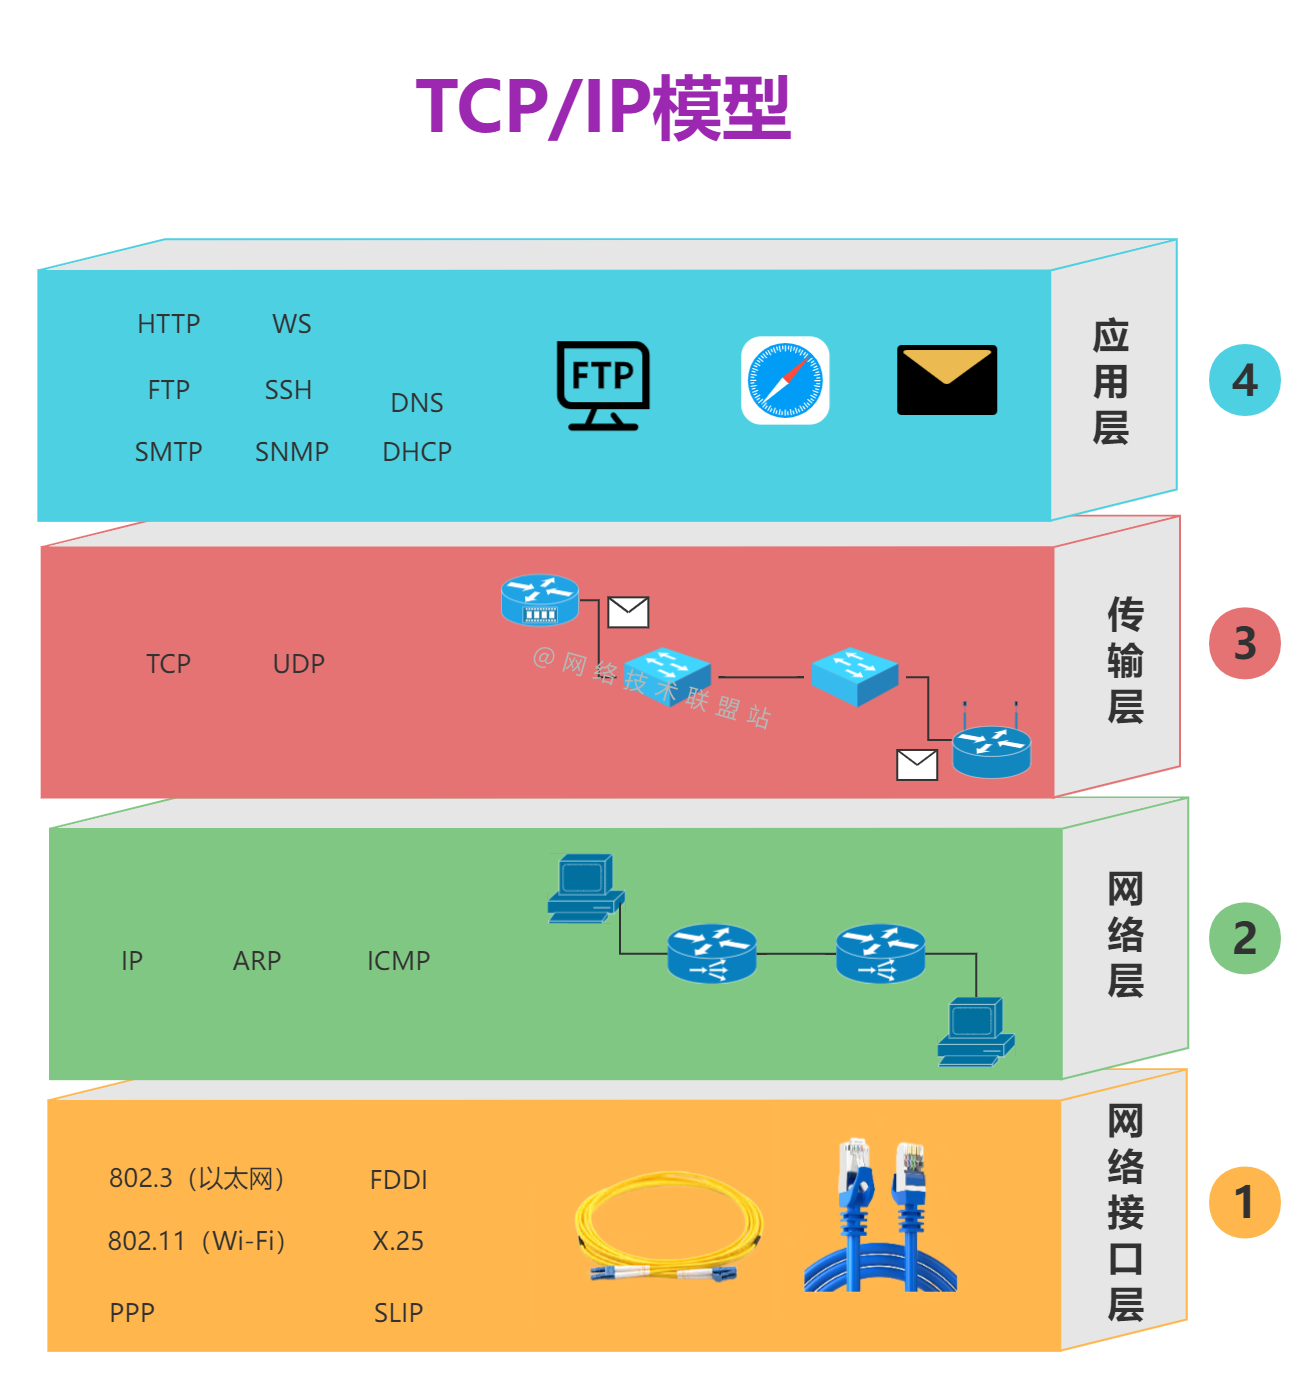 TCP/IP模型
HTTP WS
FTP SSH DNS
SMTP SNMP DHCP
FTP
应用层
4
TCP UDP
@网络技术联盟站
传输层
3
IP ARP ICMP
网络层
2
802.3（以太网） FDDI
802.11（Wi-Fi） X.25
PPP SLIP
网络接口层
1